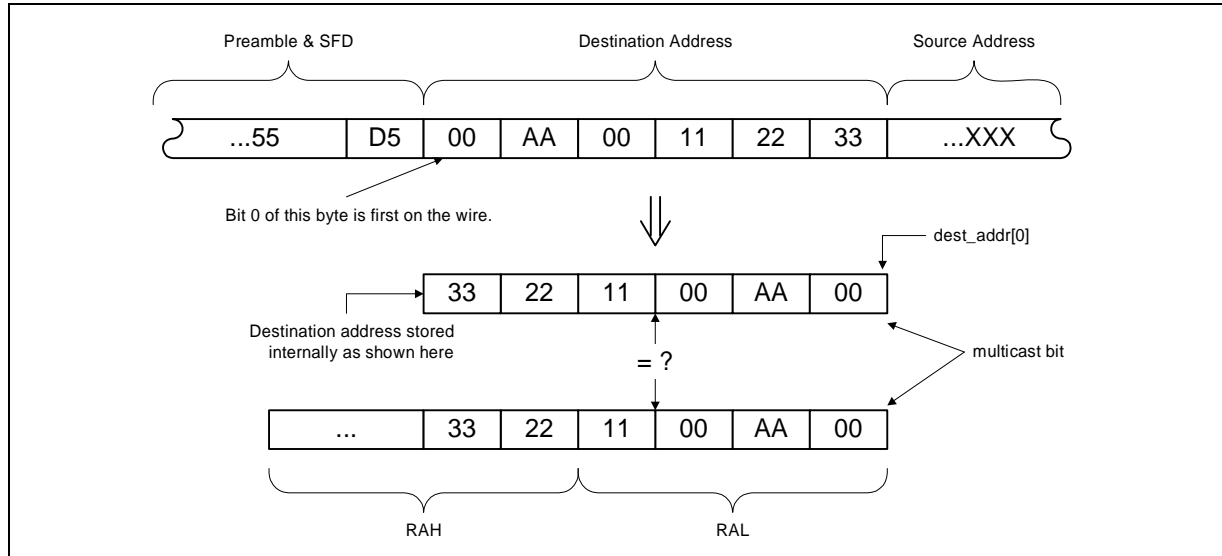 Preamble & SFD Destination Address Source Address
...55 D5 00 AA 00 11 22 33 ...XXX
Bit 0 of this byte is first on the wire.
dest_addr[0]
33 22 11 00 AA 00
Destination address stored
internally as shown here
= ?
multicast bit
... 33 22 11 00 AA 00
RAH RAL